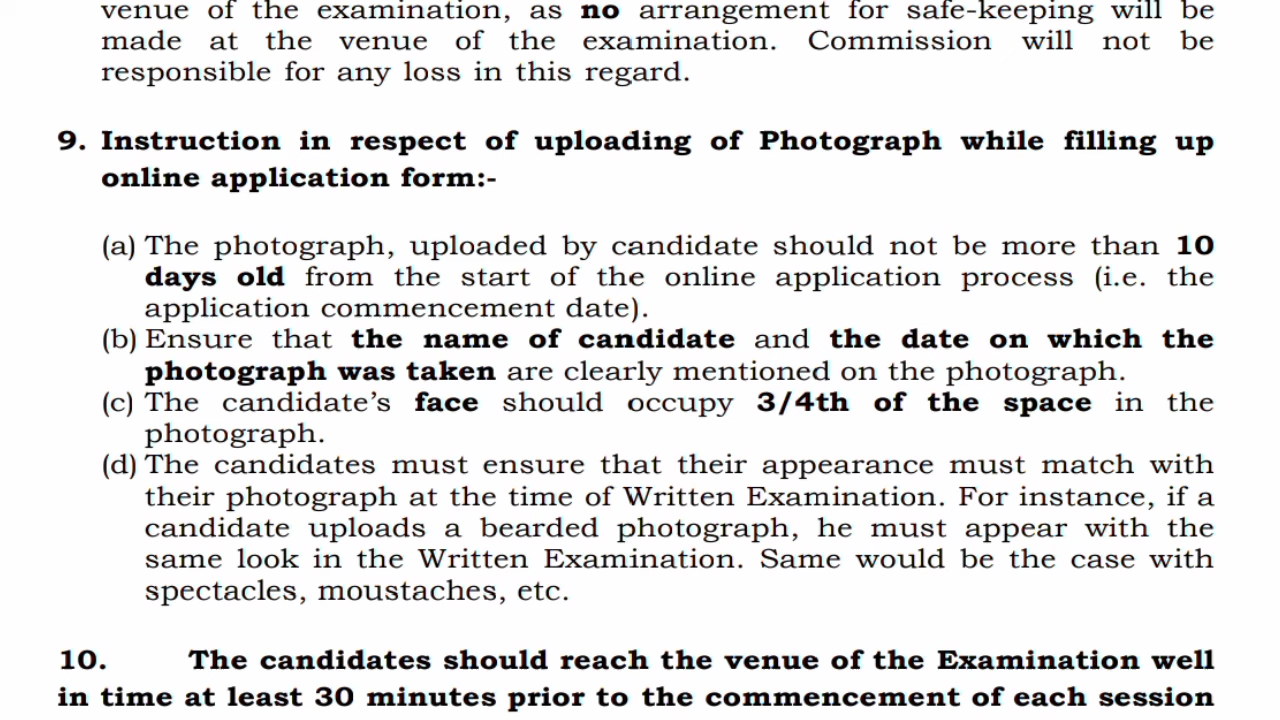 venue of the examination, as no arrangement for safe-keeping will be
made at the venue of the examination. Commission will not be
responsible for any loss in this regard.
9. Instruction in respect of uploading of Photograph while filling up
online application form:-
(a) The photograph, uploaded by candidate should not be more than 10
days old from the start of the online application process (i.e. the
application commencement date).
(b) Ensure that the name of candidate and the date on which the
photograph was taken are clearly mentioned on the photograph.
(c) The candidate’s face should occupy 3/4th of the space in the
photograph.
(d) The candidates must ensure that their appearance must match with
their photograph at the time of Written Examination. For instance, if a
candidate uploads a bearded photograph, he must appear with the
same look in the Written Examination. Same would be the case with
spectacles, moustaches, etc.
10. The candidates should reach the venue of the Examination well
in time at least 30 minutes prior to the commencement of each session